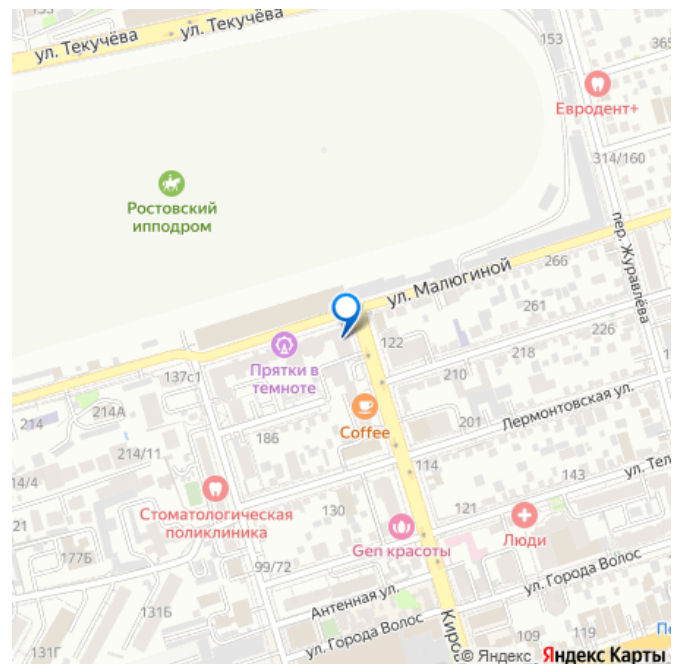 153
ул. Текучёва
ул. Текучёва
153
365
Евродент+
314/160
Ростовский
ипподром
пер. Журавлёва
ул. Малюгиной
266
261
226
122
218
210
Прятки в
темноте
137с1
214А
214
Coffee
201
Лермонтовская ул.
186
214/11
114
143
14/4
Стоматологическая
поликлиника
130
121
Люди
21
177Б
Gen красоты
99/72
ул. Города Волос
Антенная ул.
131Б
ул. Города Волос
109
119
131Г
© Яндекс Яндекс Карты